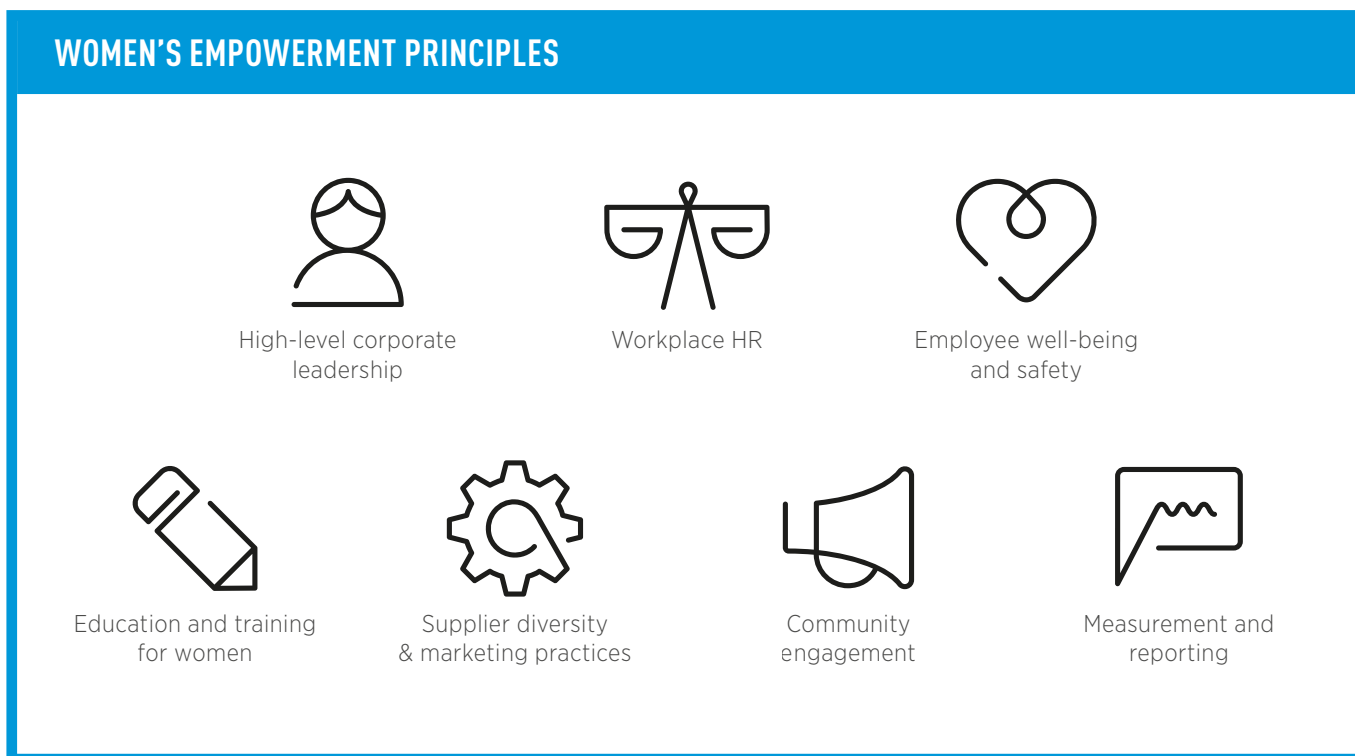 WOMEN'S EMPOWERMENT PRINCIPLES
High-level corporate
leadership
Workplace HR
Employee well-being
and safety
Education and training
for women
Supplier diversity
& marketing practices
Community
engagement
Measurement and
reporting